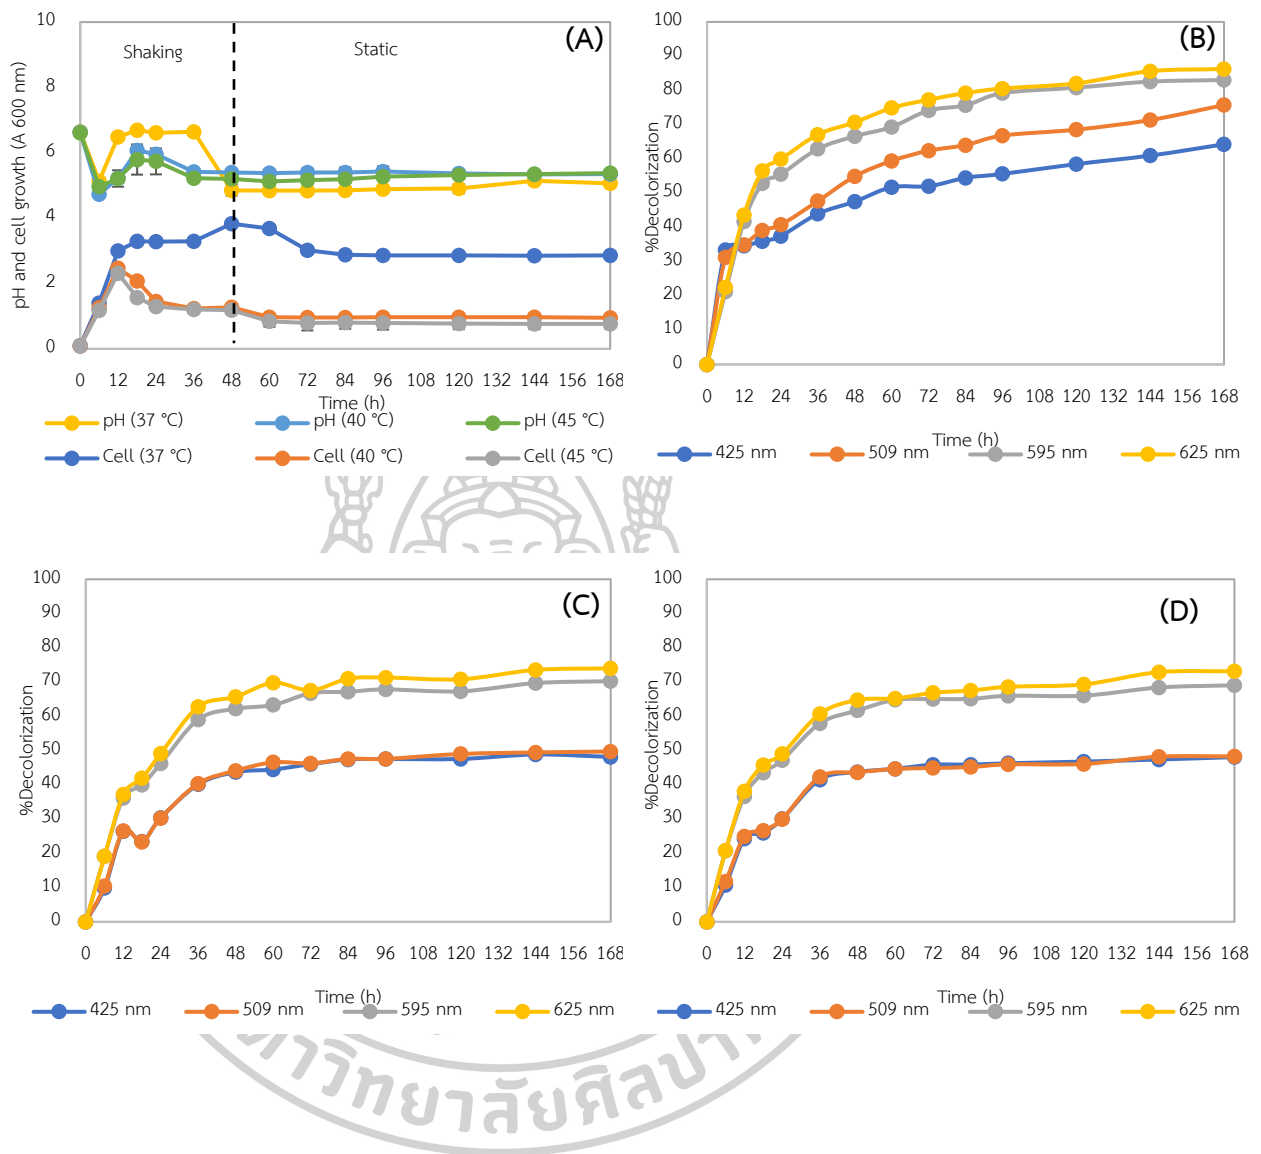 (A)
Shaking
Static
pH and cell growth (A 600 nm)
10
8
6
4
2
0
0 12 24 36 48 60 72 84 96 108 120 132 144 156 168
Time (h)
pH (37 °C) pH (40 °C) pH (45 °C)
Cell (37 °C) Cell (40 °C) Cell (45 °C)
(B)
%Decolorization
100
90
80
70
60
50
40
30
20
10
0
0 12 24 36 48 60 72 84 96 108 120 132 144 156 168
Time (h)
425 nm 509 nm 595 nm 625 nm
(C)
%Decolorization
100
90
80
70
60
50
40
30
20
10
0
0 12 24 36 48 60 72 84 96 108 120 132 144 156 168
Time (h)
425 nm 509 nm 595 nm 625 nm
(D)
%Decolorization
100
90
80
70
60
50
40
30
20
10
0
0 12 24 36 48 60 72 84 96 108 120 132 144 156 168
Time (h)
425 nm 509 nm 595 nm 625 nm